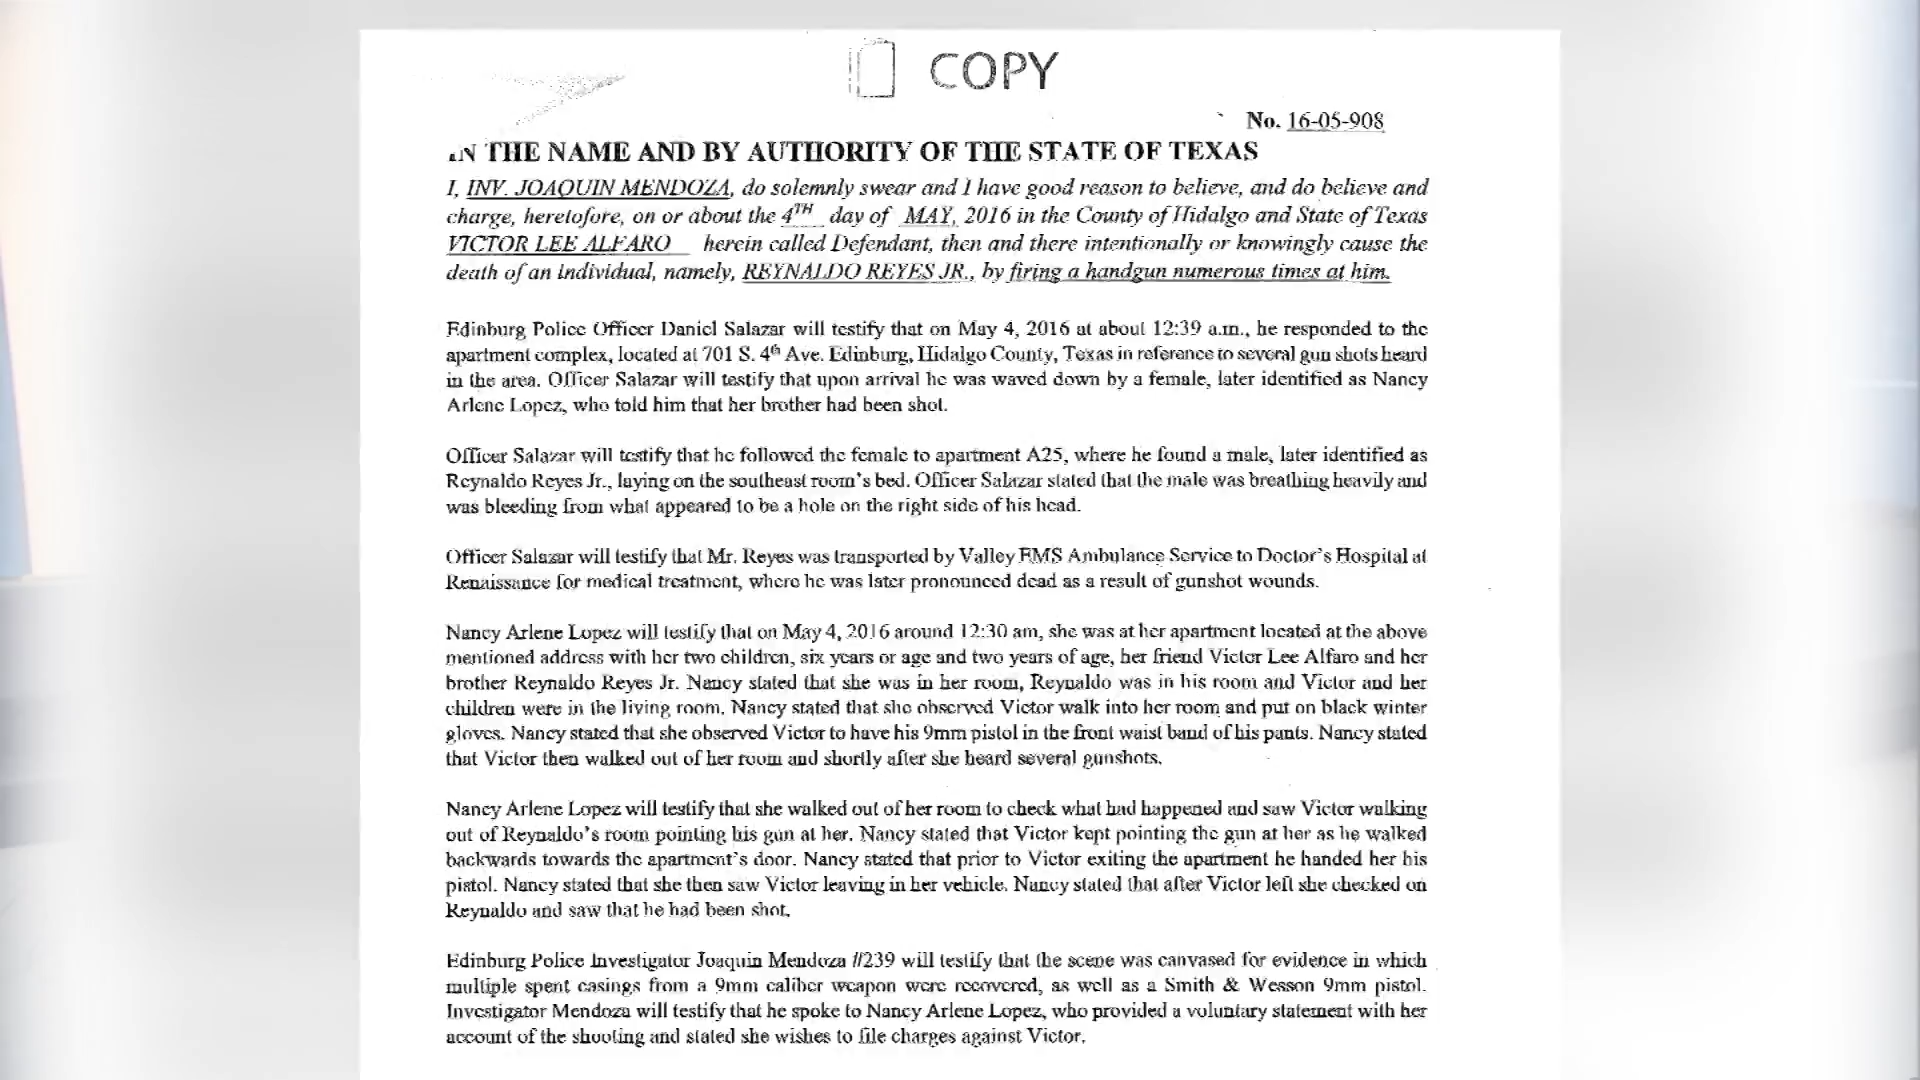 COPY
No. 16-05-908
IN THE NAME AND BY AUTHORITY OF THE STATE OF TEXAS
I, INV. JOAQUIN MENDOZA, do solemnly swear and I have good reason to believe, and do believe and
charge, heretofore, on or about the 4TH day of MAY, 2016 in the County of Hidalgo and State of Texas
VICTOR LEE ALFARO herein called Defendant, then and there intentionally or knowingly cause the
death of an individual, namely, REYNALDO REYES JR., by firing a handgun numerous times at him.
Edinburg Police Officer Daniel Salazar will testify that on May 4, 2016 at about 12:39 a.m., he responded to the
apartment complex, located at 701 S. 4th Ave. Edinburg, Hidalgo County, Texas in reference to several gun shots heard
in the area. Officer Salazar will testify that upon arrival he was waved down by a female, later identified as Nancy
Arlene Lopez, who told him that her brother had been shot.
Officer Salazar will testify that he followed the female to apartment A25, where he found a male, later identified as
Reynaldo Reyes Jr., laying on the southeast room's bed. Officer Salazar stated that the male was breathing heavily and
was bleeding from what appeared to be a hole on the right side of his head.
Officer Salazar will testify that Mr. Reyes was transported by Valley EMS Ambulance Service to Doctor's Hospital at
Renaissance for medical treatment, where he was later pronounced dead as a result of gunshot wounds.
Nancy Arlene Lopez will testify that on May 4, 2016 around 12:30 am, she was at her apartment located at the above
mentioned address with her two children, six years or age and two years of age, her friend Victor Lee Alfaro and her
brother Reynaldo Reyes Jr. Nancy stated that she was in her room, Reynaldo was in his room and Victor and her
children were in the living room. Nancy stated that she observed Victor walk into her room and put on black winter
gloves. Nancy stated that she observed Victor to have his 9mm pistol in the front waist band of his pants. Nancy stated
that Victor then walked out of her room and shortly after she heard several gunshots.
Nancy Arlene Lopez will testify that she walked out of her room to check what had happened and saw Victor walking
out of Reynaldo's room pointing his gun at her. Nancy stated that Victor kept pointing the gun at her as he walked
backwards towards the apartment's door. Nancy stated that prior to Victor exiting the apartment he handed her his
pistol. Nancy stated that she then saw Victor leaving in her vehicle. Nancy stated that after Victor left she checked on
Reynaldo and saw that he had been shot.
Edinburg Police Investigator Joaquin Mendoza #239 will testify that the scene was canvased for evidence in which
multiple spent casings from a 9mm caliber weapon were recovered, as well as a Smith & Wesson 9mm pistol.
Investigator Mendoza will testify that he spoke to Nancy Arlene Lopez, who provided a voluntary statement with her
account of the shooting and stated she wishes to file charges against Victor.